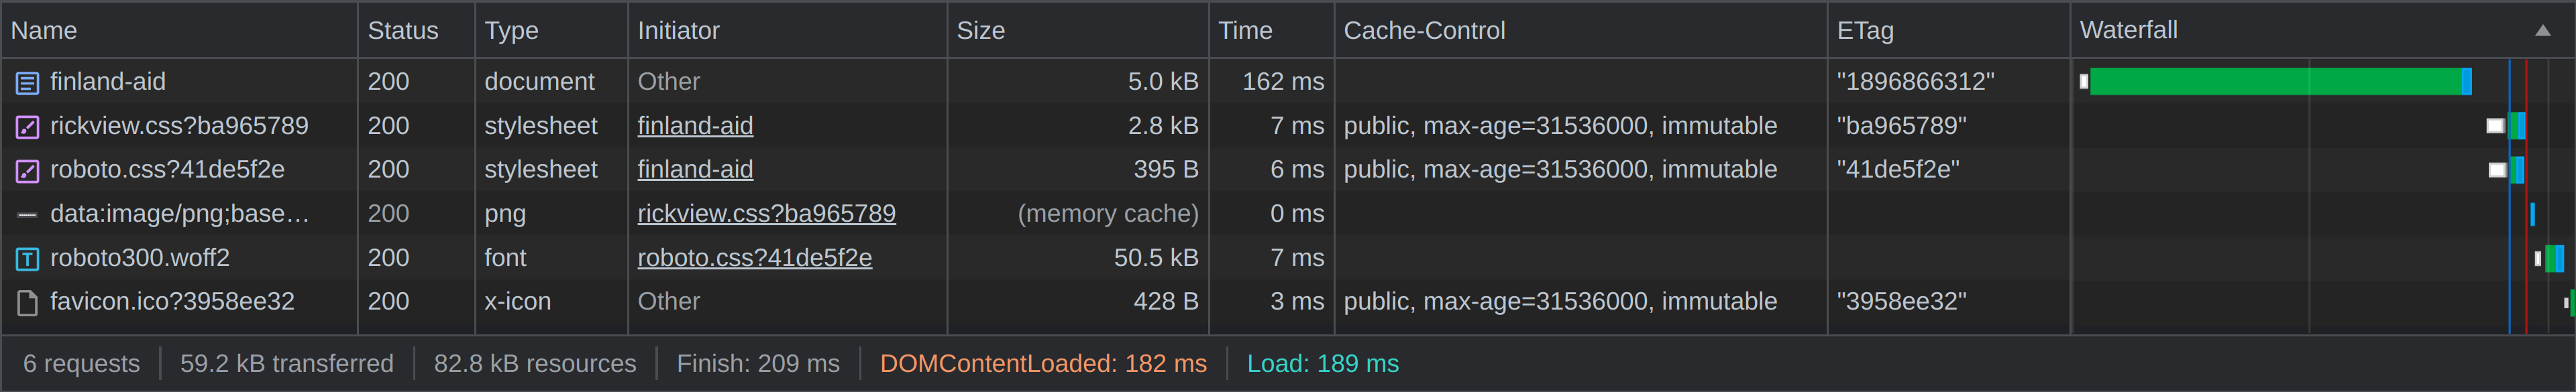 Name Status Type Initiator Size Time Cache-Control ETag Waterfall
finland-aid 200 document Other 5.0 kB 162 ms "1896866312"
rickview.css?ba965789 200 stylesheet finland-aid 2.8 kB 7 ms public, max-age=31536000, immutable "ba965789"
roboto.css?41de5f2e 200 stylesheet finland-aid 395 B 6 ms public, max-age=31536000, immutable "41de5f2e"
data:image/png;base… 200 png rickview.css?ba965789 (memory cache) 0 ms
roboto300.woff2 200 font roboto.css?41de5f2e 50.5 kB 7 ms
favicon.ico?3958ee32 200 x-icon Other 428 B 3 ms public, max-age=31536000, immutable "3958ee32"
6 requests 59.2 kB transferred 82.8 kB resources Finish: 209 ms DOMContentLoaded: 182 ms Load: 189 ms